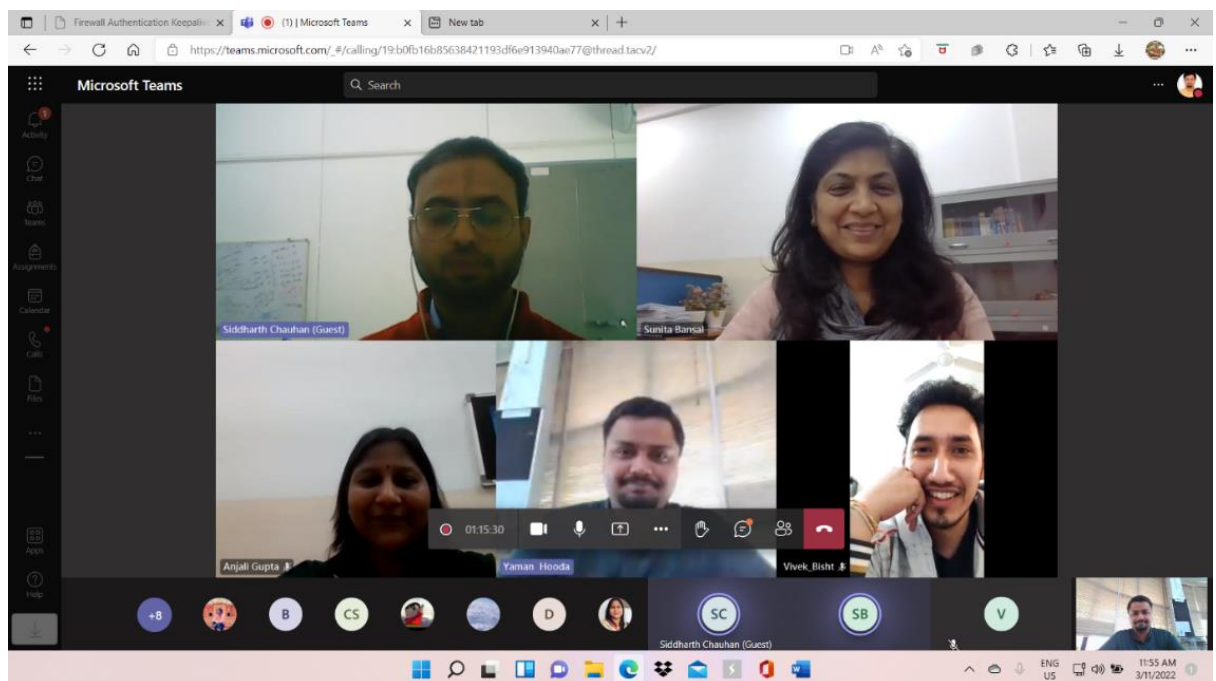 Firewall Authentication Keepaliv
(1) | Microsoft Teams
New tab
https://teams.microsoft.com/_#/calling/19:b0fb16b85638421193df6e913940ae77@thread.tacv2/
Microsoft Teams
Search
Activity
Chat
Teams
Assignments
Calendar
Calls
Files
Apps
Help
Siddharth Chauhan (Guest)
Sunita Bansal
Anjali Gupta
Yaman Hooda
Vivek_Bisht
01:15:30
+8
B
CS
D
SC
SB
V
Siddharth Chauhan (Guest)
ENG
US
11:55 AM
3/11/2022